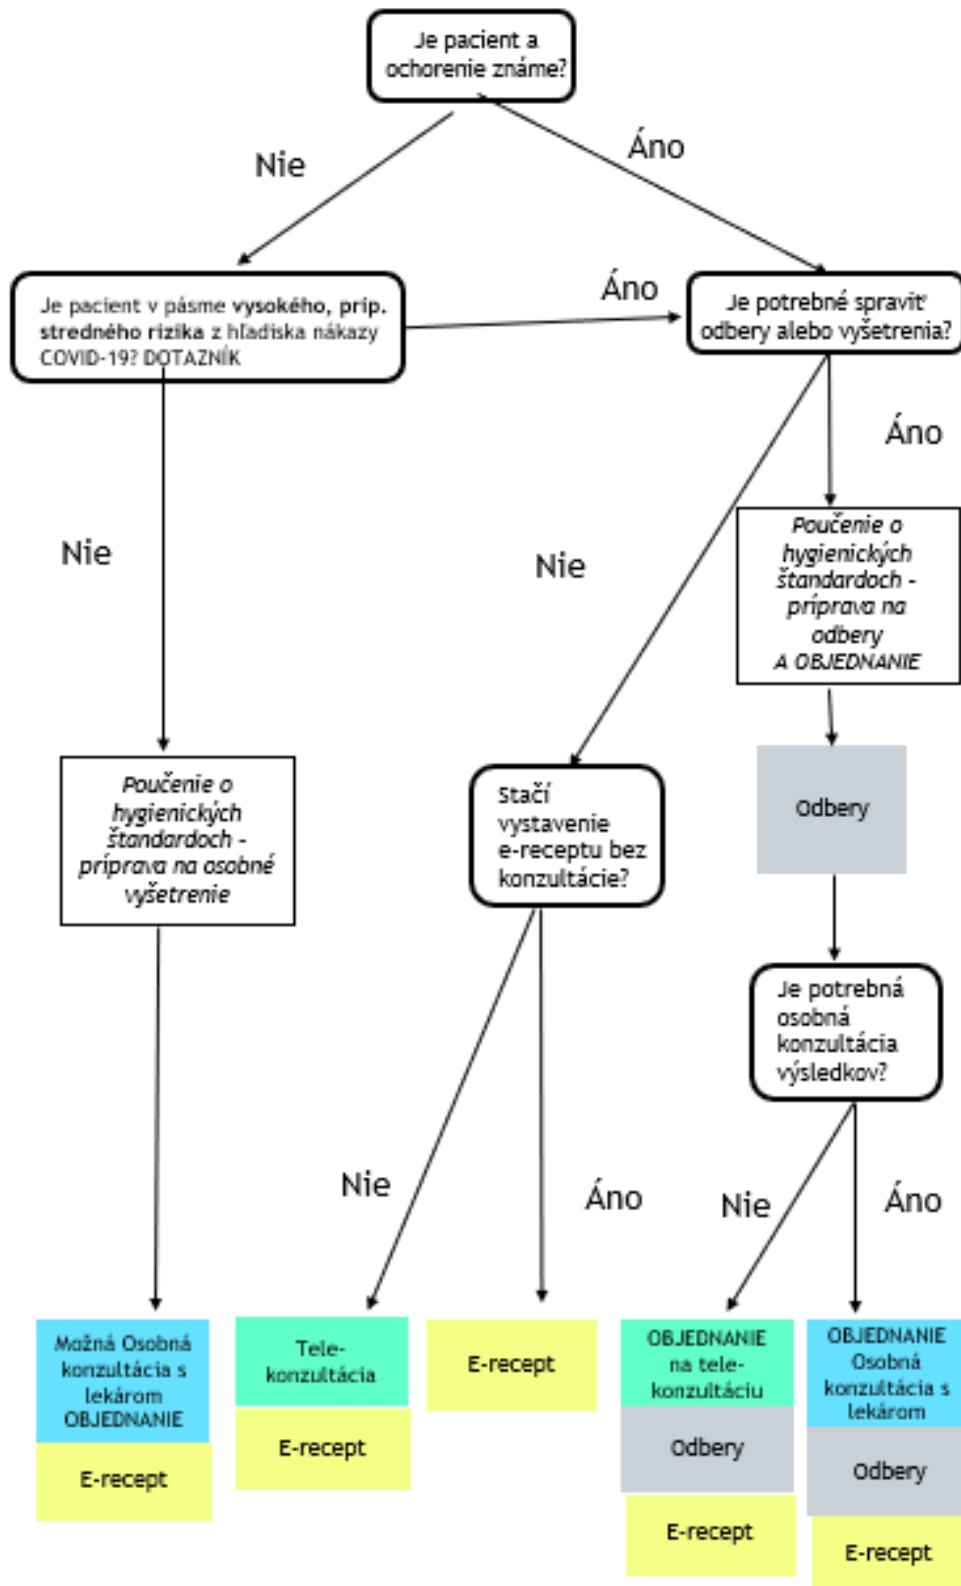 Je pacient a
ochorenie známe?
Nie
Áno
Je pacient v pásme vysokého, príp.
stredného rizika z hľadiska nákazy
COVID-19? DOTAZNÍK
Áno
Je potrebné spraviť
odbery alebo vyšetrenia?
Nie
Nie
Áno
Poučenie o
hygienických
štandardoch -
príprava na
odbery
A OBJEDNANIE
Poučenie o
hygienických
štandardoch -
príprava na osobné
vyšetrenie
Stačí
vystavenie
e-receptu bez
konzultácie?
Odbery
Je potrebná
osobná
konzultácia
výsledkov?
Nie
Áno
Nie
Áno
Možná Osobná
konzultácia s
lekárom
OBJEDNANIE
E-recept
Tele-
konzultácia
E-recept
E-recept
OBJEDNANIE
na tele-
konzultáciu
Odbery
E-recept
OBJEDNANIE
Osobná
konzultácia s
lekárom
Odbery
E-recept